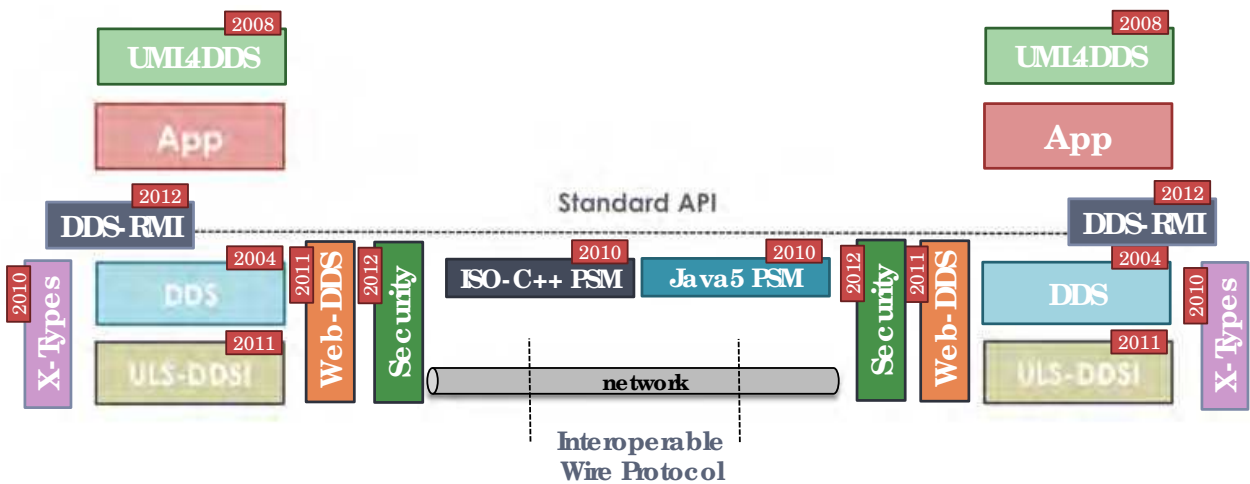 2008
UML4DDS
2008
UML4DDS
App
App
2012
DDS-RMI
Standard API
2012
DDS-RMI
2010
X-Types
2004
DDS
2011
Web-DDS
2012
Security
2010
ISO-C++ PSM
2010
Java5 PSM
2012
Security
2011
Web-DDS
2004
DDS
2010
X-Types
2011
ULS-DDSI
network
2011
ULS-DDSI
Interoperable
Wire Protocol